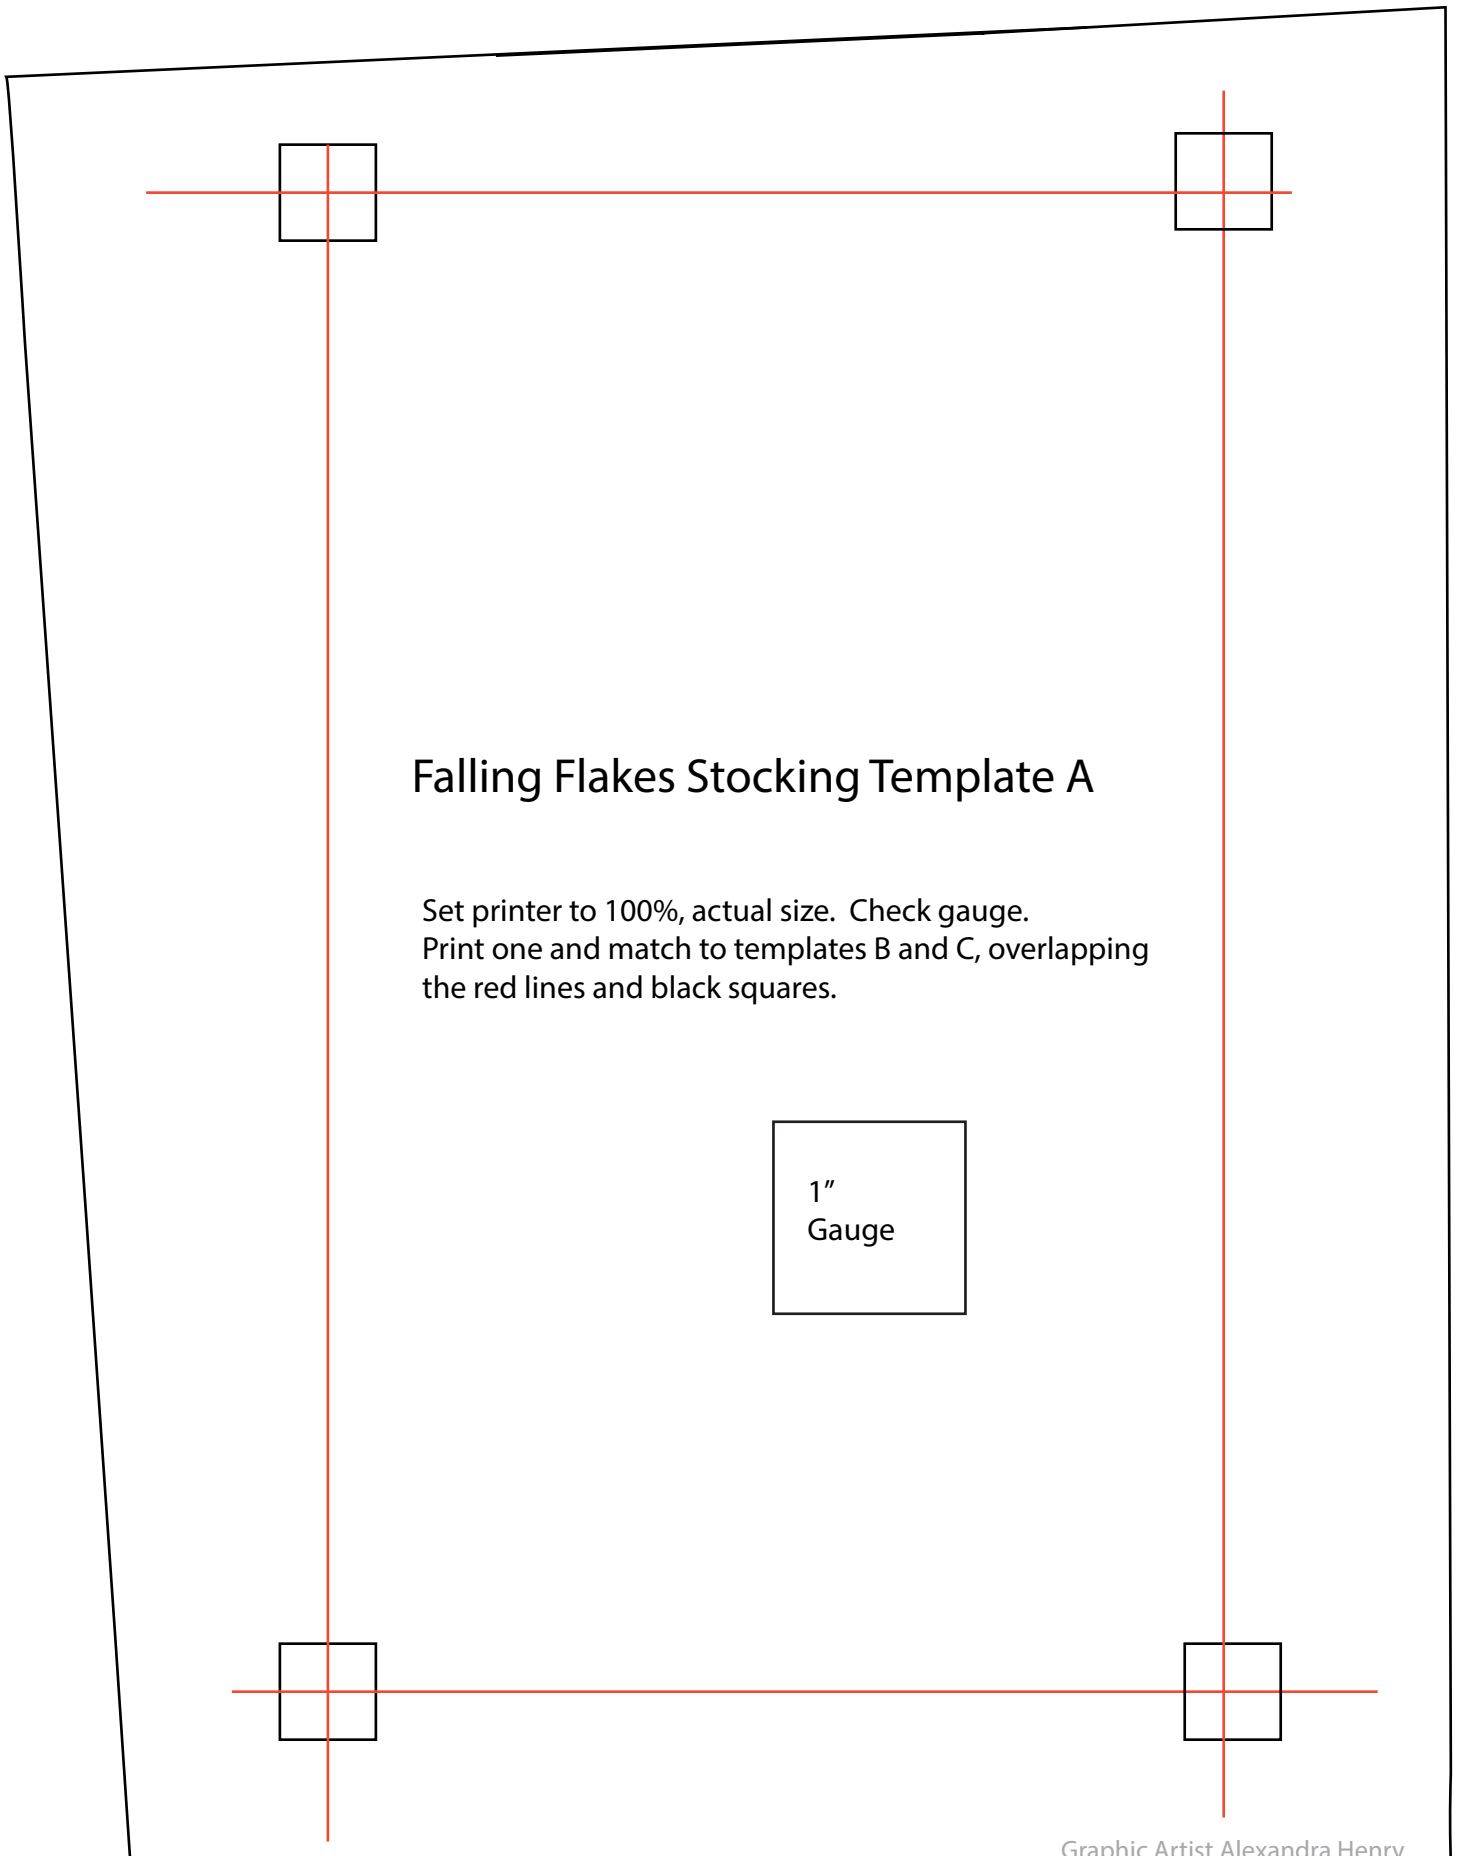 Falling Flakes Stocking Template A
Set printer to 100%, actual size.  Check gauge.
Print one and match to templates B and C, overlapping
the red lines and black squares.
1”
Gauge
Graphic Artist Alexandra Henry